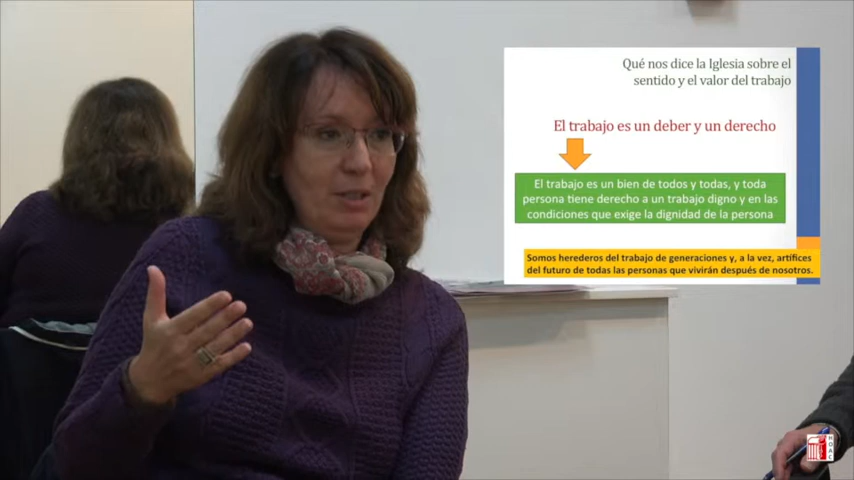 Qué nos dice la Iglesia sobre el
sentido y el valor del trabajo
El trabajo es un deber y un derecho
El trabajo es un bien de todos y todas, y toda
persona tiene derecho a un trabajo digno y en las
condiciones que exige la dignidad de la persona
Somos herederos del trabajo de generaciones y, a la vez, artífices
del futuro de todas las personas que vivirán después de nosotros.
HOAC